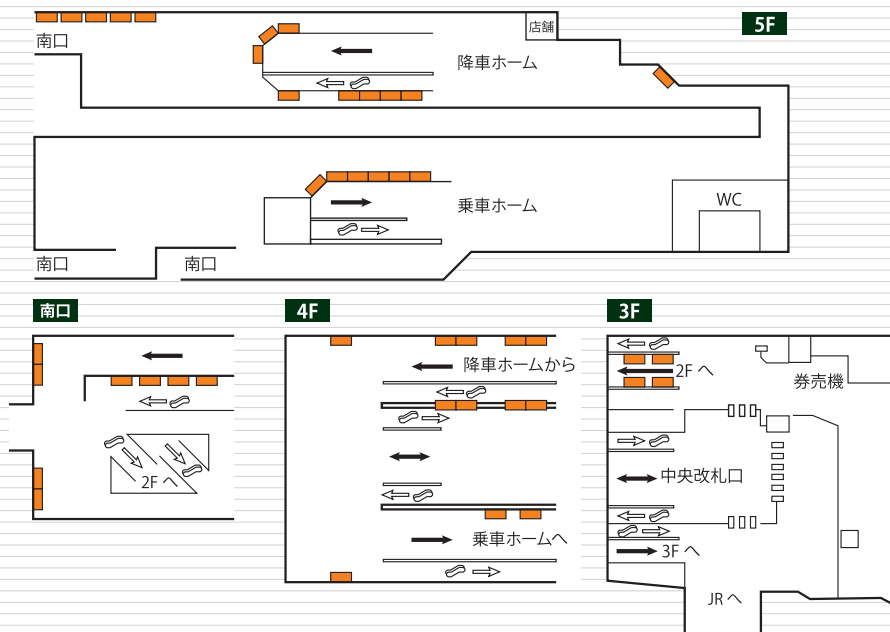 5F
店舗
南口
降車ホーム
乗車ホーム
WC
南口
南口
南口
2F へ
4F
降車ホームから
乗車ホームへ
3F
2F へ
券売機
中央改札口
3F へ
JR へ